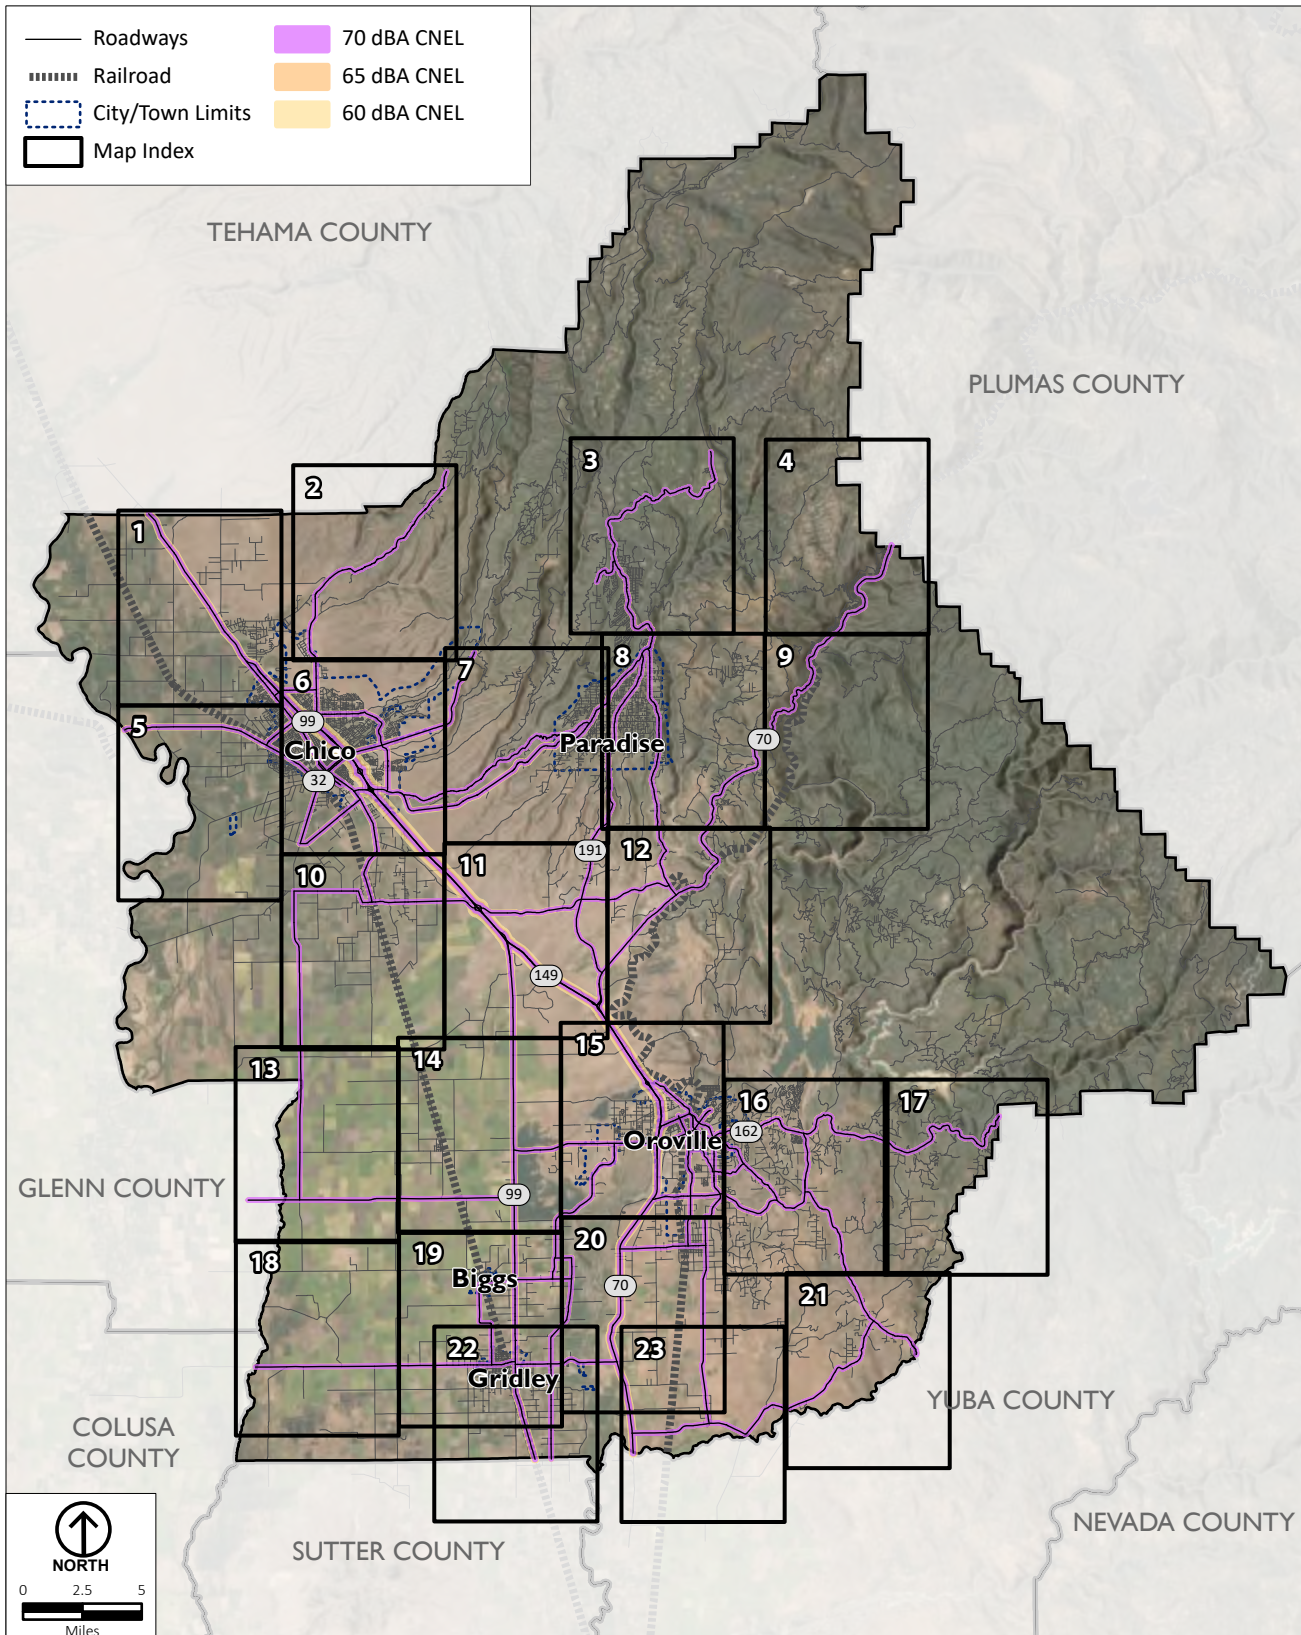 Roadways
70 dBA CNEL
Railroad
65 dBA CNEL
City/Town Limits
60 dBA CNEL
Map Index
TEHAMA COUNTY
PLUMAS COUNTY
3
4
2
1
8
9
7
6
5
99
Chico
Paradise
70
32
191
12
11
10
149
15
14
13
16
17
162
Oroville
GLENN COUNTY
99
20
19
18
Biggs
70
21
22
23
Gridley
YUBA COUNTY
COLUSA
COUNTY
NEVADA COUNTY
SUTTER COUNTY
NORTH
0 2.5 5
Miles